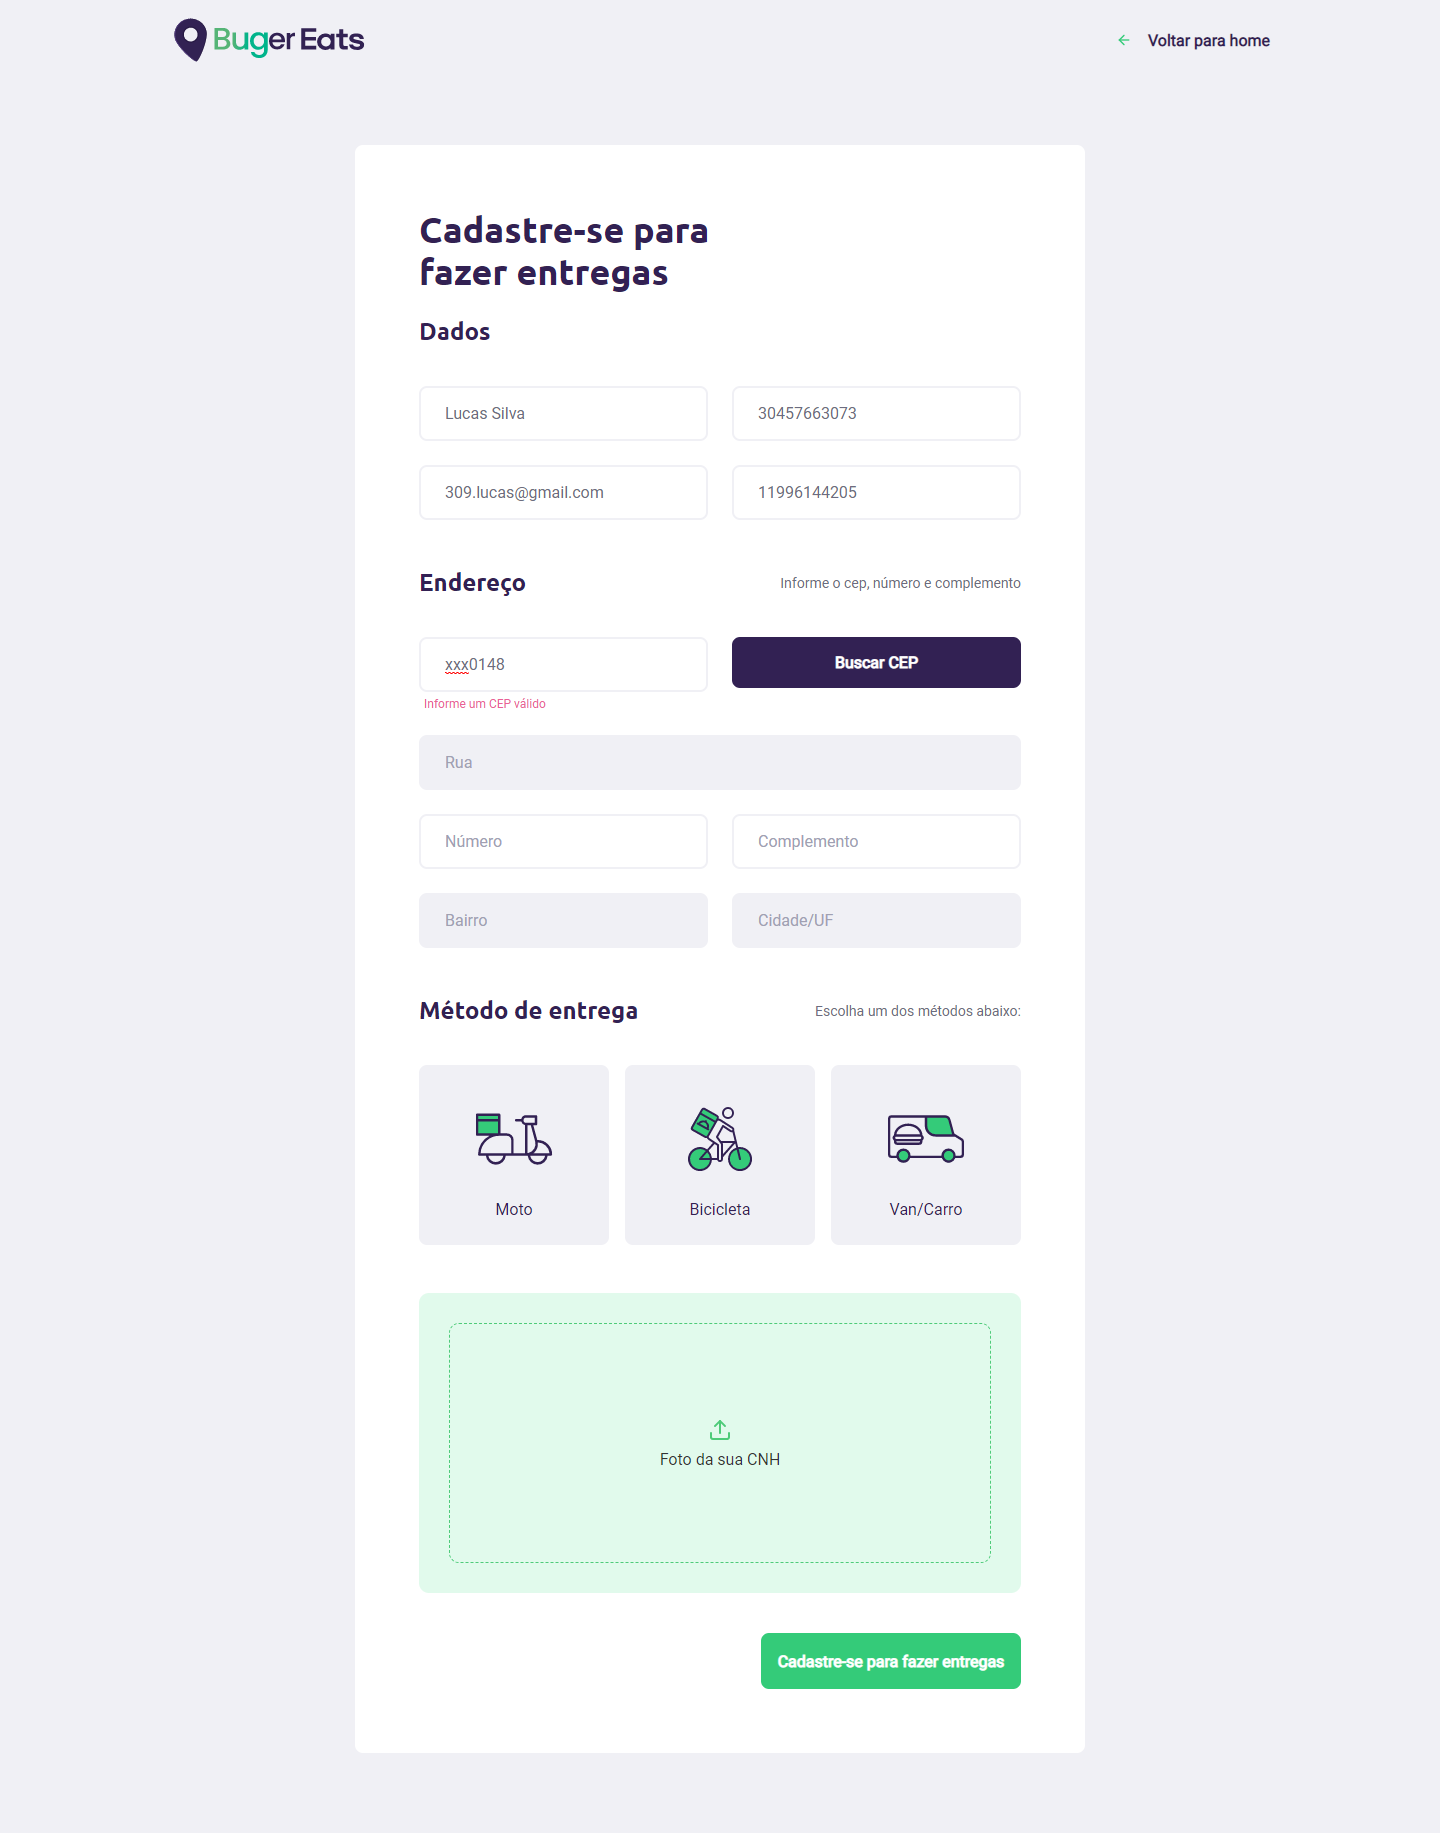 Buger Eats
Voltar para home
Cadastre-se para
fazer entregas
Dados
Lucas Silva
30457663073
309.lucas@gmail.com
11996144205
Endereço
Informe o cep, número e complemento
xxx0148
Buscar CEP
Informe um CEP válido
Rua
Número
Complemento
Bairro
Cidade/UF
Método de entrega
Escolha um dos métodos abaixo:
Moto
Bicicleta
Van/Carro
Foto da sua CNH
Cadastre-se para fazer entregas